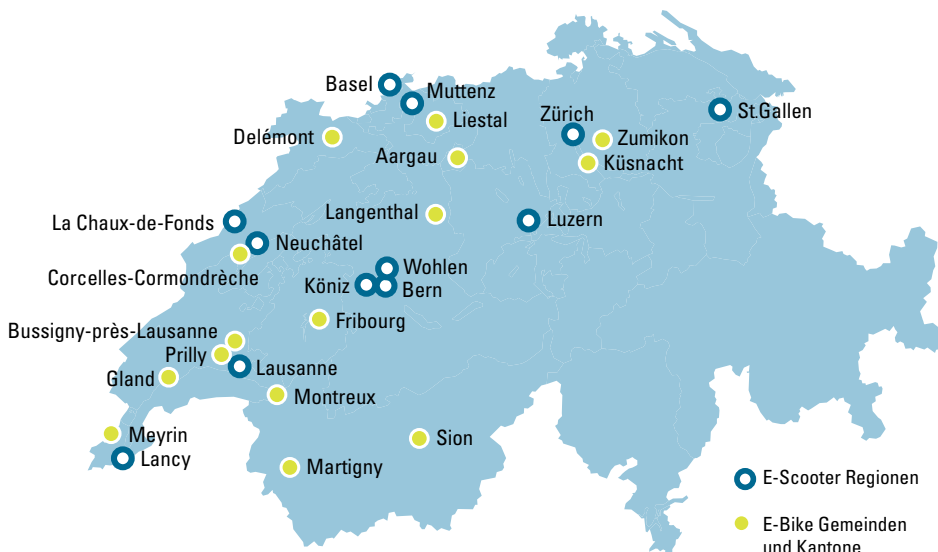 Basel
Muttenz
Liestal
Delémont
Aargau
Zürich
St.Gallen
Zumikon
Küsnacht
Langenthal
La Chaux-de-Fonds
Neuchâtel
Luzern
Corcelles-Cormondrèche
Wohlen
Köniz
Bern
Fribourg
Bussigny-près-Lausanne
Prilly
Lausanne
Gland
Montreux
Meyrin
Lancy
Sion
Martigny
E-Scooter Regionen
E-Bike Gemeinden
und Kantone